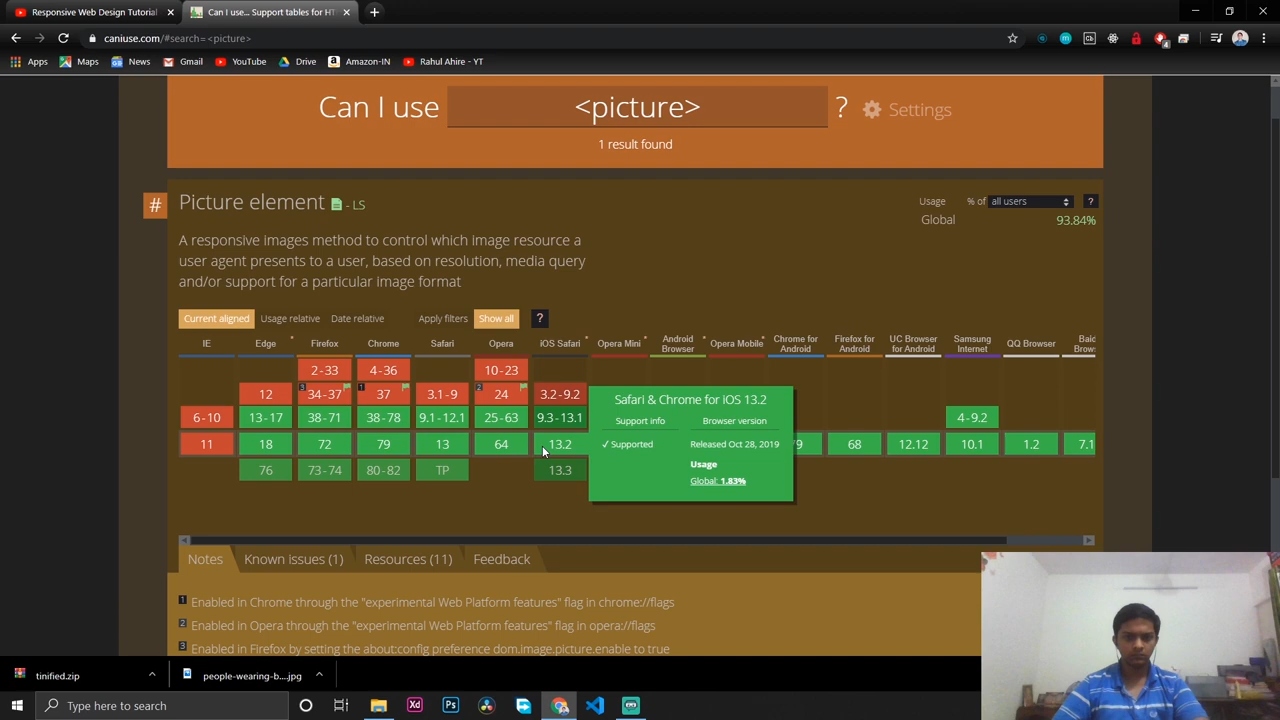 Responsive Web Design Tutorial
Can I use... Support tables for HT
caniuse.com/#search=<picture>
Apps
Maps
News
Gmail
YouTube
Drive
Amazon-IN
Rahul Ahire - YT
Can I use <picture> ? Settings
1 result found
# Picture element - LS
Usage % of all users ?
Global 93.84%
A responsive images method to control which image resource a
user agent presents to a user, based on resolution, media query
and/or support for a particular image format
Current aligned Usage relative Date relative Apply filters Show all ?
IE Edge * Firefox Chrome Safari Opera iOS Safari * Opera Mini * Android Browser * Opera Mobile * Chrome for Android Firefox for Android UC Browser for Android Samsung Internet QQ Browser Baid Brows
2-33 4-36 10-23
12 3 34-37 1 37 3.1-9 2 24 3.2-9.2
6-10 13-17 38-71 38-78 9.1-12.1 25-63 9.3-13.1 4-9.2
11 18 72 79 13 64 13.2 9 68 12.12 10.1 1.2 7.1
76 73-74 80-82 TP 13.3
Safari & Chrome for iOS 13.2
Support info Browser version
✓ Supported Released Oct 28, 2019
Usage
Global: 1.83%
Notes Known issues (1) Resources (11) Feedback
1 Enabled in Chrome through the "experimental Web Platform features" flag in chrome://flags
2 Enabled in Opera through the "experimental Web Platform features" flag in opera://flags
3 Enabled in Firefox by setting the about:config preference dom.image.picture.enable to true
tinified.zip
people-wearing-b....jpg
Type here to search
Xd
Ps